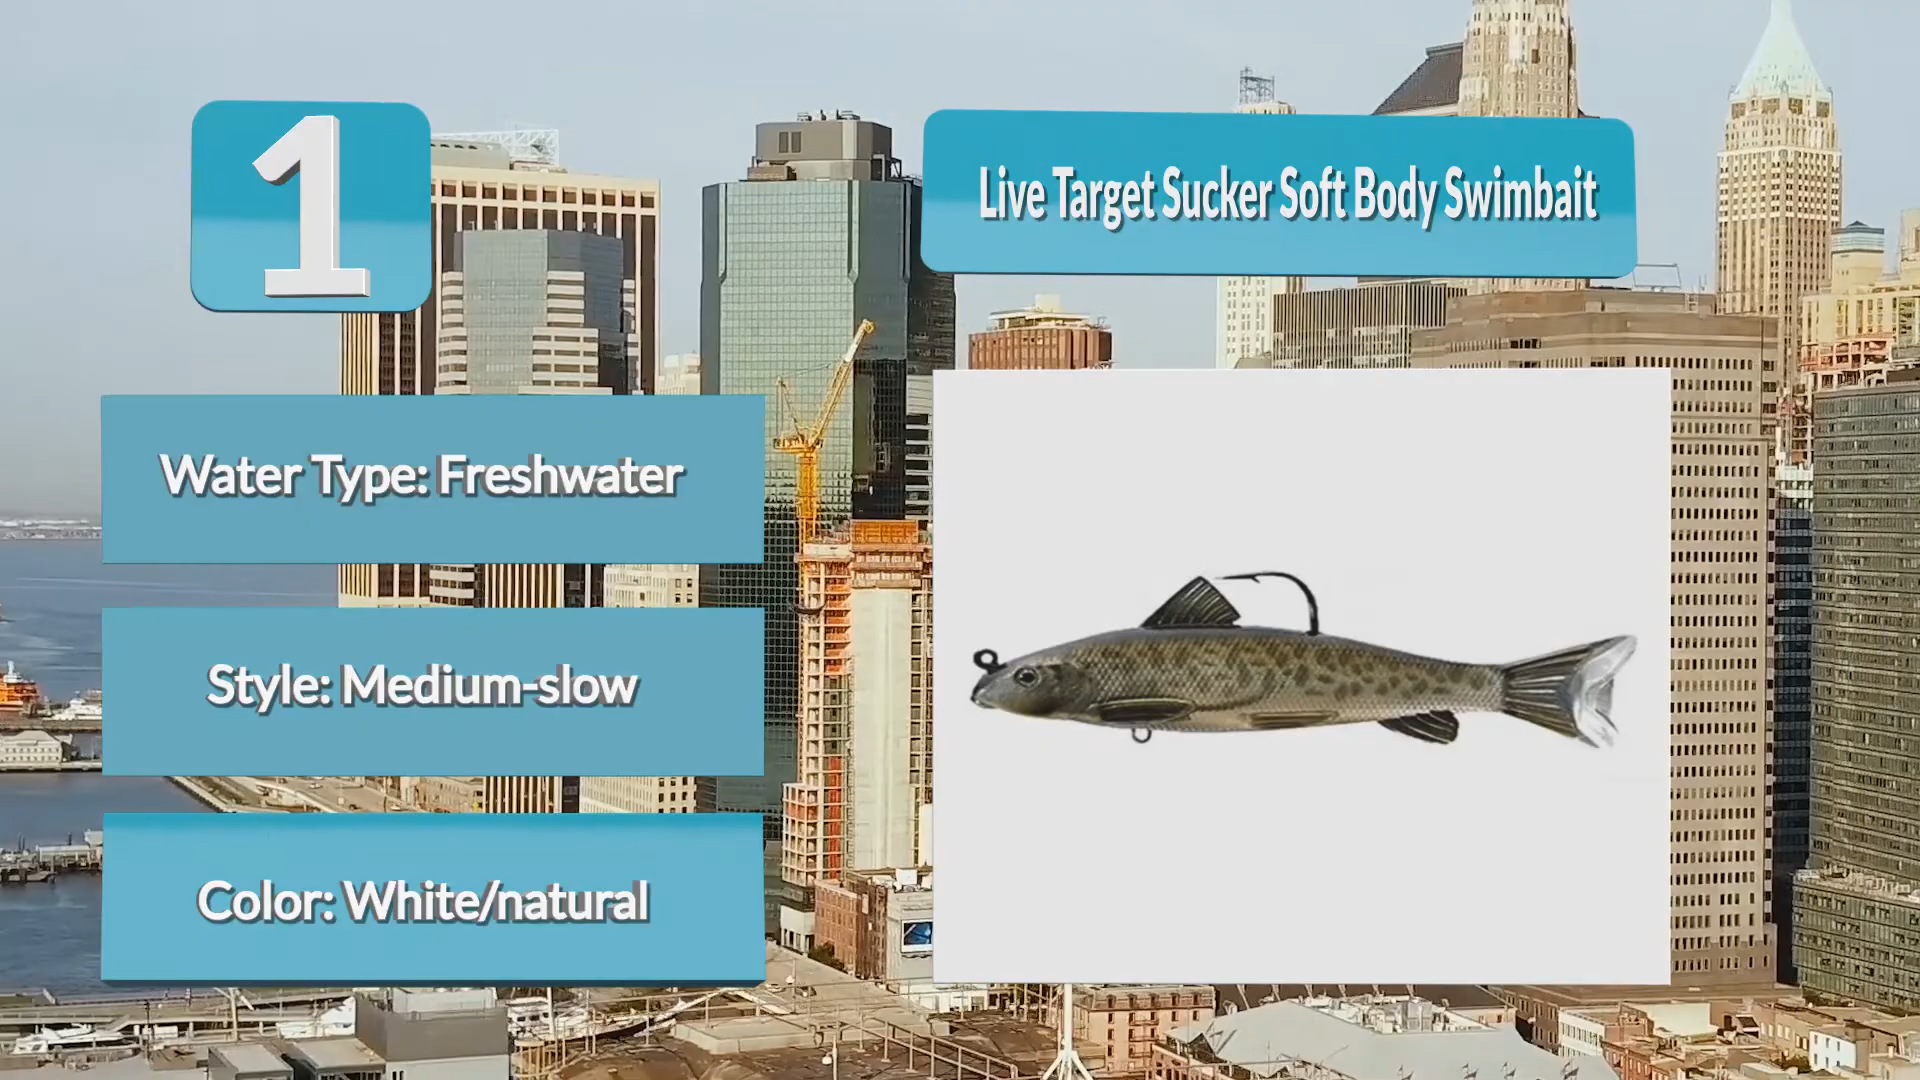 1
Live Target Sucker Soft Body Swimbait
Water Type: Freshwater
Style: Medium-slow
Color: White/natural